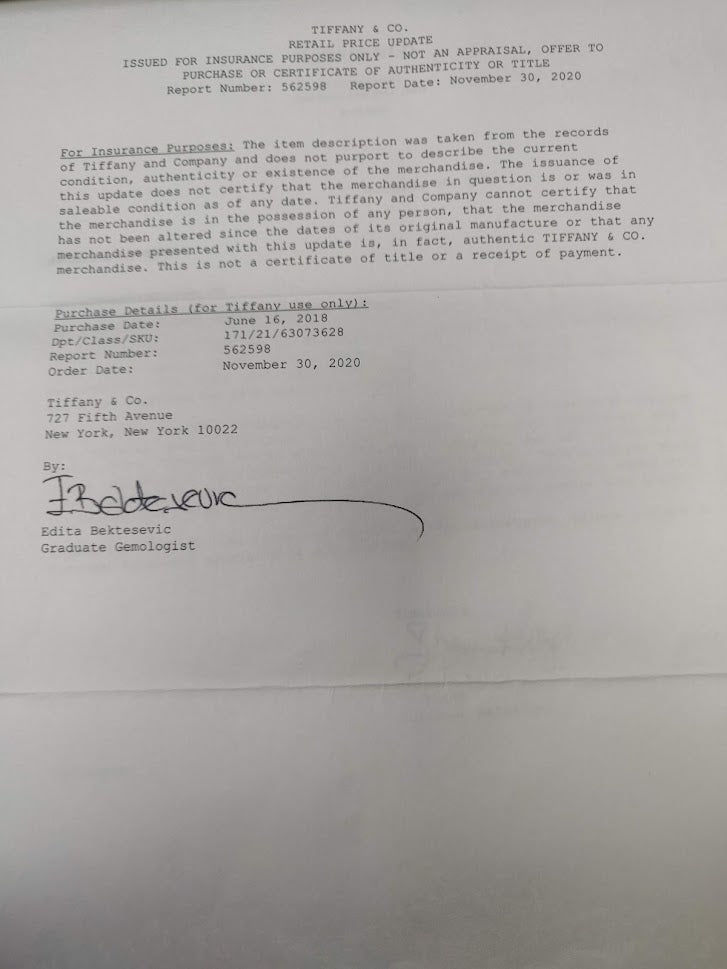 TIFFANY & CO.
RETAIL PRICE UPDATE
ISSUED FOR INSURANCE PURPOSES ONLY - NOT AN APPRAISAL, OFFER TO
PURCHASE OR CERTIFICATE OF AUTHENTICITY OR TITLE
Report Number: 562598 Report Date: November 30, 2020
For Insurance Purposes: The item description was taken from the records
of Tiffany and Company and does not purport to describe the current
condition, authenticity or existence of the merchandise. The issuance of
this update does not certify that the merchandise in question is or was in
saleable condition as of any date. Tiffany and Company cannot certify that
the merchandise is in the possession of any person, that the merchandise
has not been altered since the dates of its original manufacture or that any
merchandise presented with this update is, in fact, authentic TIFFANY & CO.
merchandise. This is not a certificate of title or a receipt of payment.
Purchase Details (for Tiffany use only):
Purchase Date: June 16, 2018
Dpt/Class/SKU: 171/21/63073628
Report Number: 562598
Order Date: November 30, 2020
Tiffany & Co.
727 Fifth Avenue
New York, New York 10022
By:
Edita Bektesevic
Graduate Gemologist